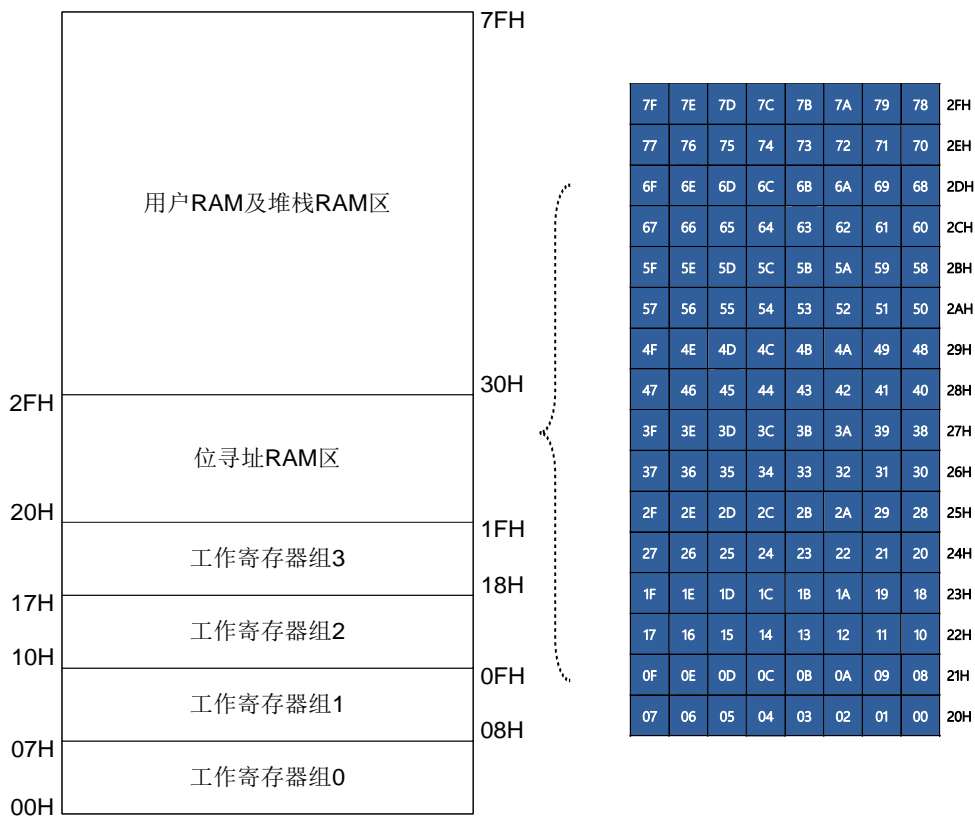 7FH
用户RAM及堆栈RAM区
30H
2FH
位寻址RAM区
20H
1FH
工作寄存器组3
18H
17H
工作寄存器组2
10H
0FH
工作寄存器组1
08H
07H
工作寄存器组0
00H
7F 7E 7D 7C 7B 7A 79 78 2FH
77 76 75 74 73 72 71 70 2EH
6F 6E 6D 6C 6B 6A 69 68 2DH
67 66 65 64 63 62 61 60 2CH
5F 5E 5D 5C 5B 5A 59 58 2BH
57 56 55 54 53 52 51 50 2AH
4F 4E 4D 4C 4B 4A 49 48 29H
47 46 45 44 43 42 41 40 28H
3F 3E 3D 3C 3B 3A 39 38 27H
37 36 35 34 33 32 31 30 26H
2F 2E 2D 2C 2B 2A 29 28 25H
27 26 25 24 23 22 21 20 24H
1F 1E 1D 1C 1B 1A 19 18 23H
17 16 15 14 13 12 11 10 22H
0F 0E 0D 0C 0B 0A 09 08 21H
07 06 05 04 03 02 01 00 20H